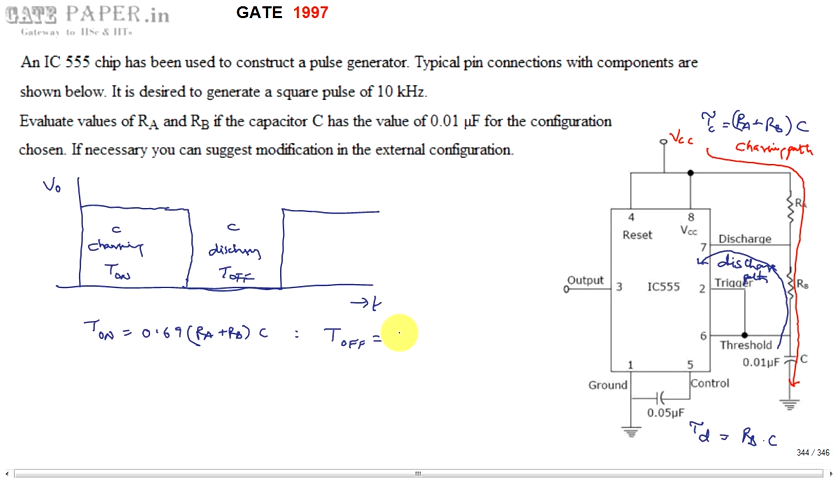 GATE PAPER.in
Gateway to IISc & IITs
GATE 1997
An IC 555 chip has been used to construct a pulse generator. Typical pin connections with components are
shown below. It is desired to generate a square pulse of 10 kHz.
Evaluate values of RA and RB if the capacitor C has the value of 0.01 μF for the configuration
chosen. If necessary you can suggest modification in the external configuration.
τc = (RA+RB) C
Vcc
charging path
Vo
C
charging
TON
C
discharg
TOFF
→ t
TON = 0.69 (RA+RB) C : TOFF =
4
8
Reset
Vcc
RA
7
Discharge
discharge
path
Output
3
IC555
2
Trigger
RB
6
Threshold
0.01μF
C
1
5
Ground
Control
0.05μF
τd = RB . C
344 / 346